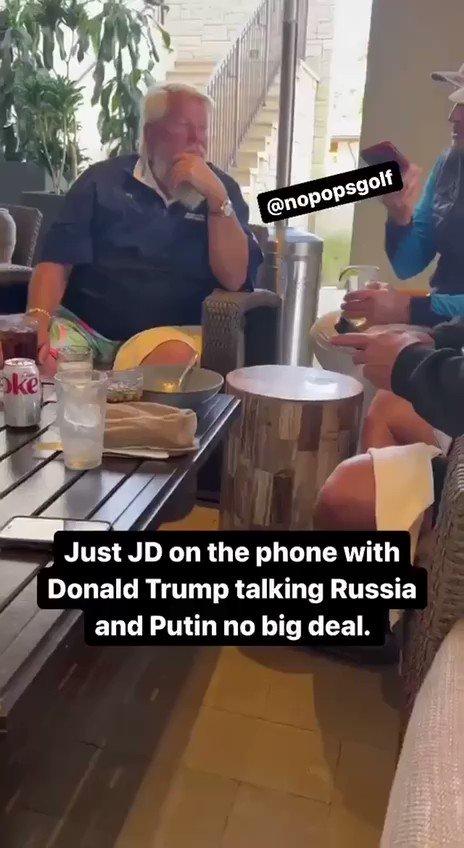 @nopopsgolf
oke
Just JD on the phone with
Donald Trump talking Russia
and Putin no big deal.